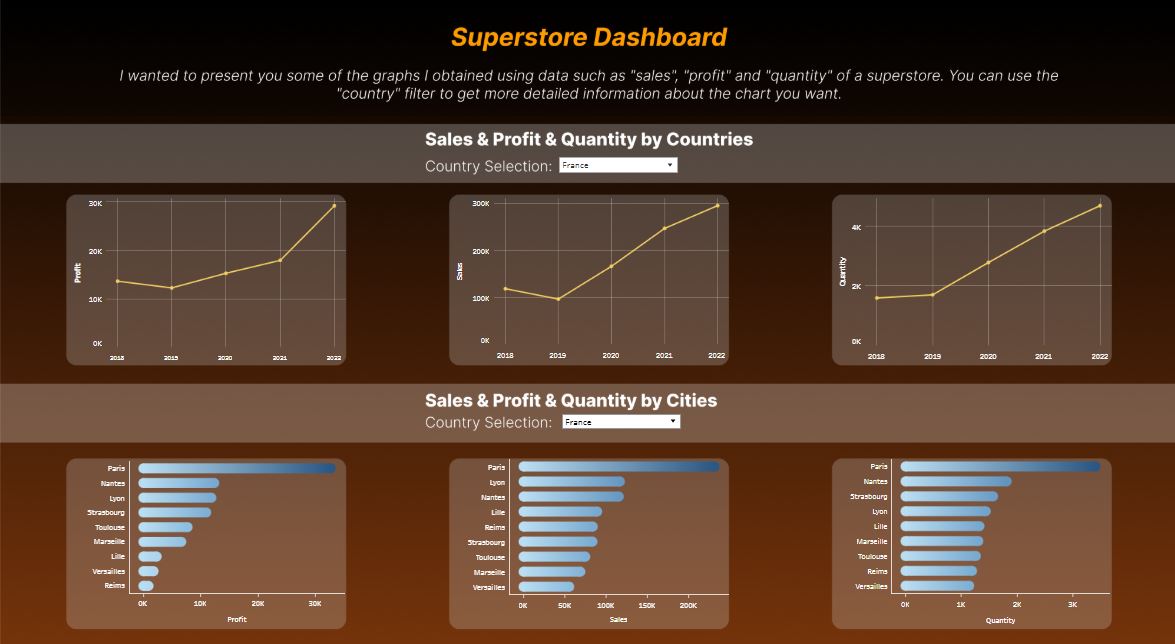 Superstore Dashboard
I wanted to present you some of the graphs I obtained using data such as "sales", "profit" and "quantity" of a superstore. You can use the
"country" filter to get more detailed information about the chart you want.
Sales & Profit & Quantity by Countries
Country Selection: France
30K
20K
10K
0K
Profit
2018 2019 2020 2021 2022
300K
200K
100K
0K
Sales
2018 2019 2020 2021 2022
4K
2K
0K
Quantity
2018 2019 2020 2021 2022
Sales & Profit & Quantity by Cities
Country Selection: France
Paris
Nantes
Lyon
Strasbourg
Toulouse
Marseille
Lille
Versailles
Reims
0K 10K 20K 30K
Profit
Paris
Lyon
Nantes
Lille
Reims
Strasbourg
Toulouse
Marseille
Versailles
0K 50K 100K 150K 200K
Sales
Paris
Nantes
Strasbourg
Lyon
Lille
Marseille
Toulouse
Reims
Versailles
0K 1K 2K 3K
Quantity